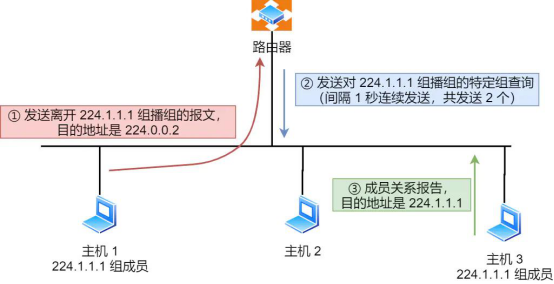 路由器
① 发送离开 224.1.1.1 组播组的报文，
目的地址是 224.0.0.2
② 发送对 224.1.1.1 组播组的特定组查询
（间隔 1 秒连续发送，共发送 2 个）
③ 成员关系报告，
目的地址是 224.1.1.1
主机 1
224.1.1.1 组成员
主机 2
主机 3
224.1.1.1 组成员